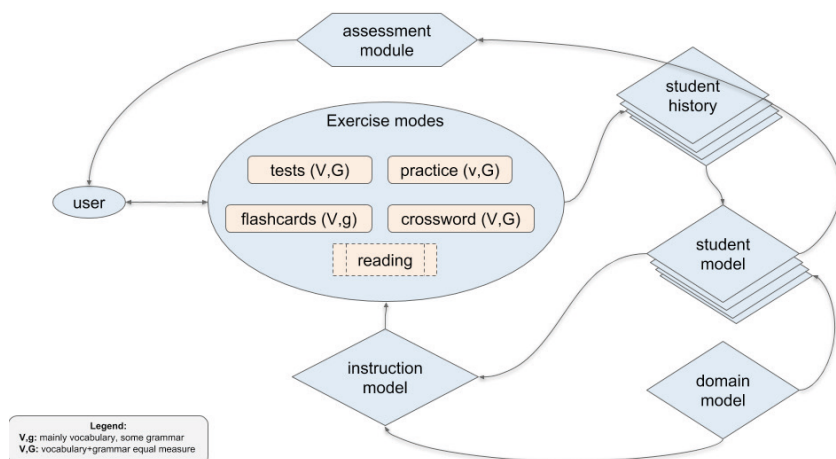 assessment
module
student
history
Exercise modes
tests (V,G)
practice (v,G)
user
flashcards (V,g)
crossword (V,G)
student
model
reading
instruction
model
domain
model
Legend:
V,g: mainly vocabulary, some grammar
V,G: vocabulary+grammar equal measure